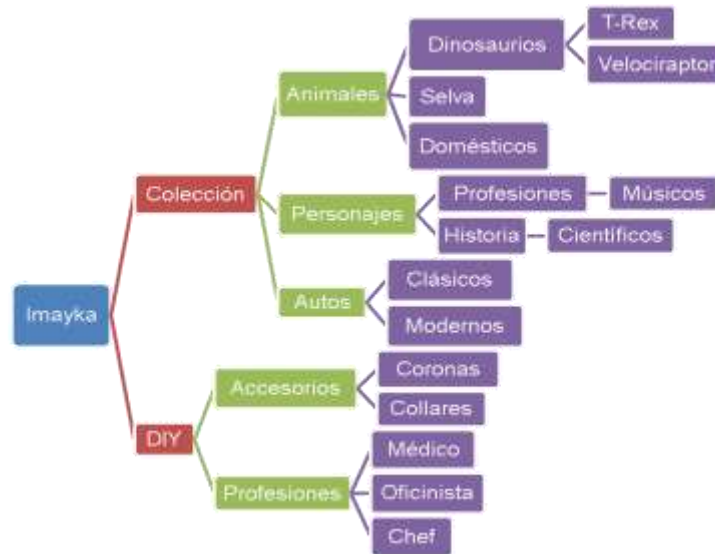 Imayka
Colección
Animales
Dinosaurios
T-Rex
Velociraptor
Selva
Domésticos
Personajes
Profesiones
Músicos
Historia
Científicos
Autos
Clásicos
Modernos
DIY
Accesorios
Coronas
Collares
Profesiones
Médico
Oficinista
Chef